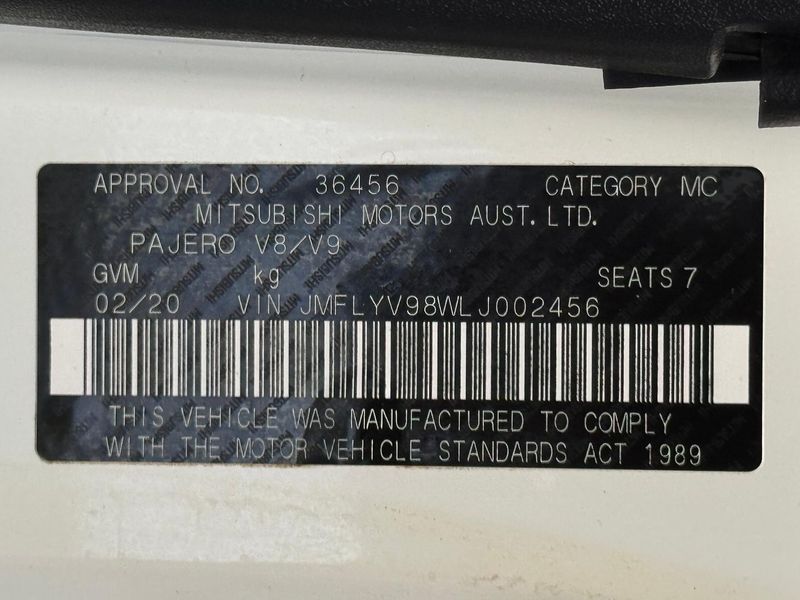 APPROVAL NO. 36456 CATEGORY MC
MITSUBISHI MOTORS AUST. LTD.
PAJERO V8/V9
GVM kg SEATS 7
02/20 VIN JMFLYV98WLJ002456
THIS VEHICLE WAS MANUFACTURED TO COMPLY
WITH THE MOTOR VEHICLE STANDARDS ACT 1989